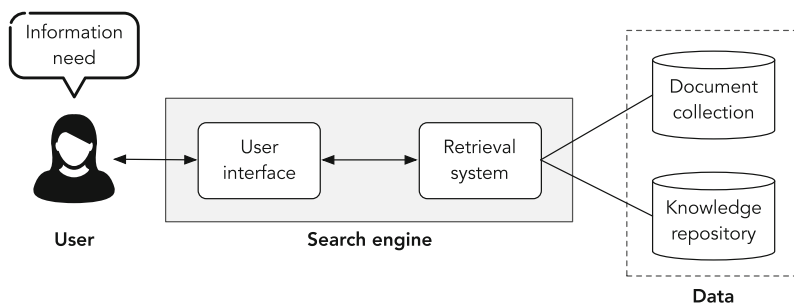 Information
need
User
interface
Retrieval
system
Document
collection
Knowledge
repository
User
Search engine
Data